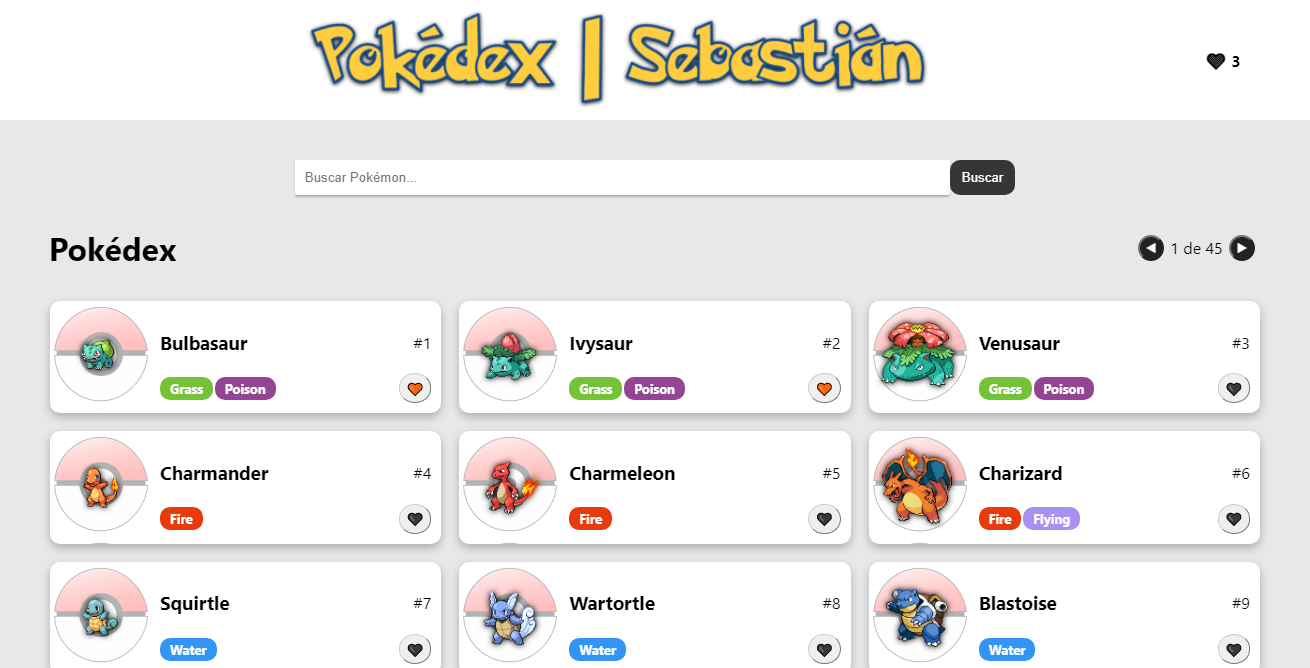 Pokédex | Sebastián
3
Buscar Pokémon...
Buscar
Pokédex
1 de 45
Bulbasaur #1
Grass Poison
Ivysaur #2
Grass Poison
Venusaur #3
Grass Poison
Charmander #4
Fire
Charmeleon #5
Fire
Charizard #6
Fire Flying
Squirtle #7
Water
Wartortle #8
Water
Blastoise #9
Water